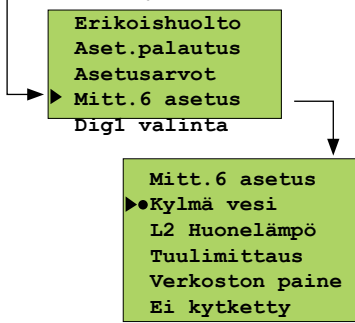 Erikoishuolto
Aset.palautus
Asetusarvot
Mitt.6 asetus
Dig1 valinta
Mitt.6 asetus
Kylmä vesi
L2 Huonelämpö
Tuulimittaus
Verkoston paine
Ei kytketty